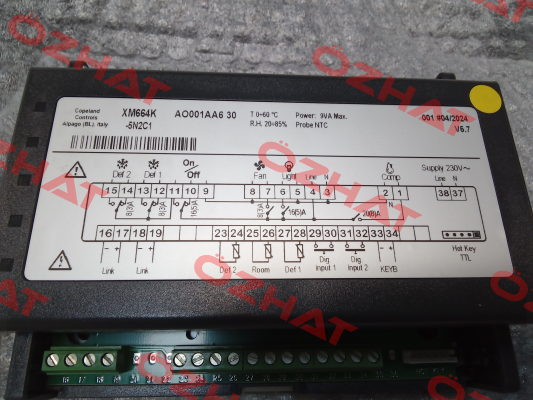 OZHAT
OZHAT
OZHAT
OZHAT
OZHAT
Copeland
Controls
Alpago (BL), Italy
XM664K
-5N2C1
AO001AA6 30
T 0÷60 °C
R.H. 20÷85%
Power: 9VA Max.
Probe NTC
001 #04/2024
V6.7
Def 2 Def 1 On/Off Fan Light Line N Comp Supply 230V~
Line N
15 14 13 12 11 10 9 8 7 6 5 4 3 2 1 38 37
8(3)A 8(3)A 16(5)A 8(3)A 16(5)A 20(8)A
16 17 18 19 23 24 25 26 27 28 29 30 31 32 33 34
- + - + - +
Link Link Def 2 Room Def 1 Dig Input 1 Dig Input 2 KEYB Hot Key TTL